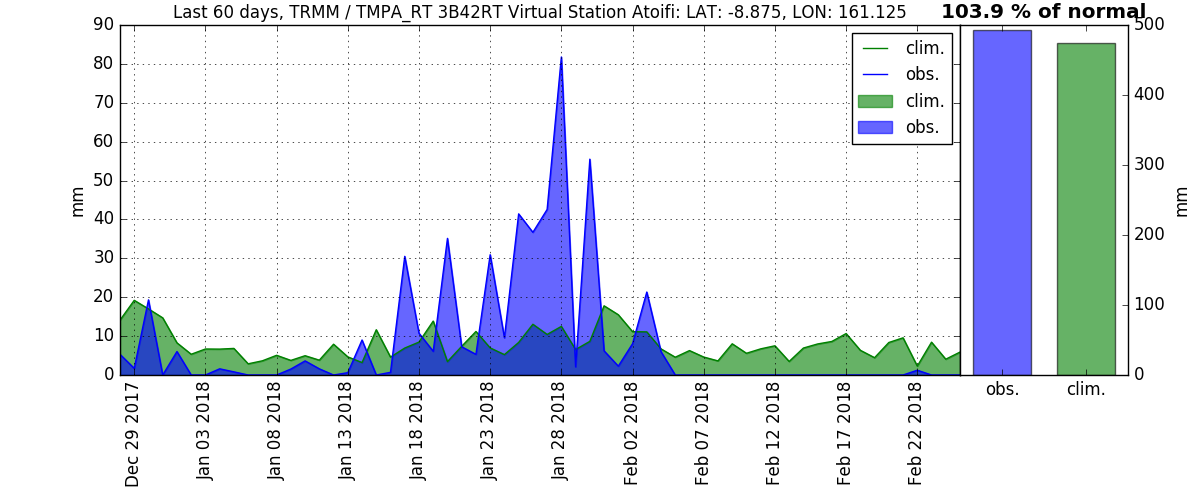 Last 60 days, TRMM / TMPA_RT 3B42RT Virtual Station Atoifi: LAT: -8.875, LON: 161.125
103.9 % of normal
90
80
70
60
50
40
30
20
10
0
mm
clim.
obs.
clim.
obs.
500
400
300
200
100
0
mm
obs.
clim.
Dec 29 2017
Jan 03 2018
Jan 08 2018
Jan 13 2018
Jan 18 2018
Jan 23 2018
Jan 28 2018
Feb 02 2018
Feb 07 2018
Feb 12 2018
Feb 17 2018
Feb 22 2018